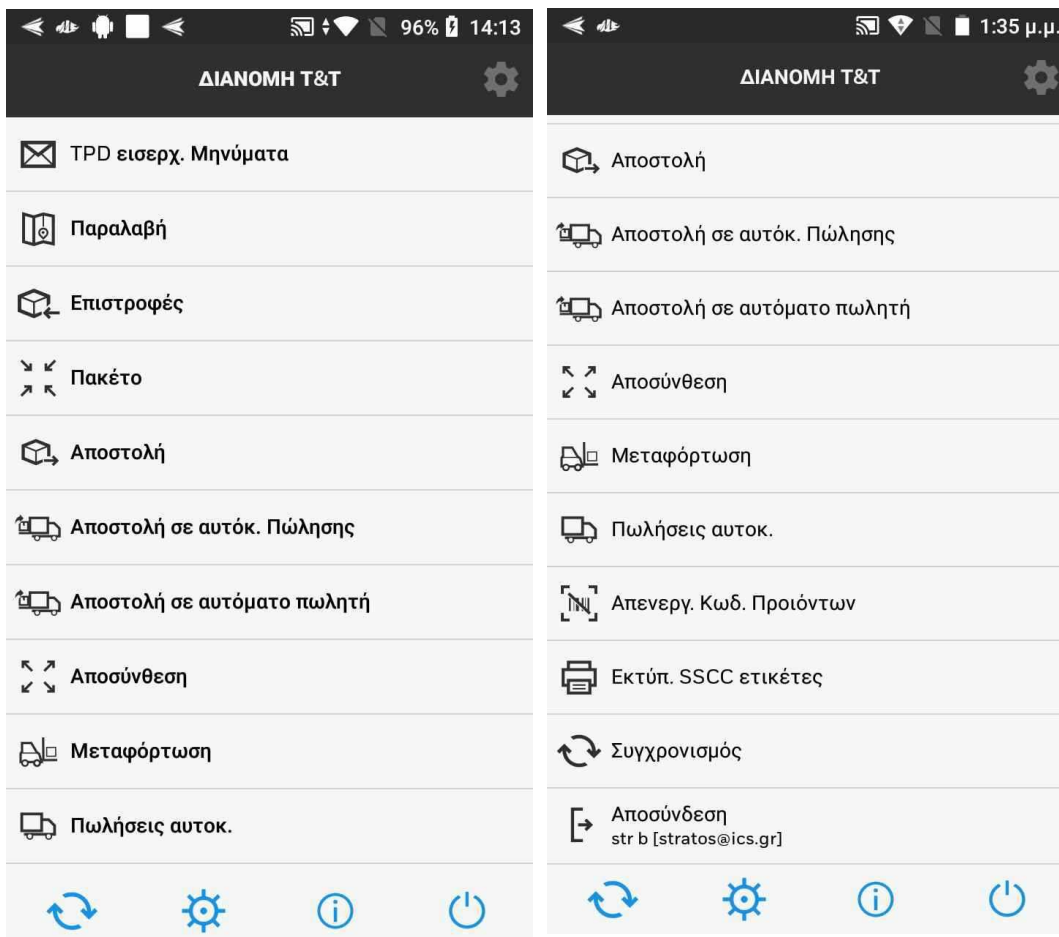 96% 14:13
ΔΙΑΝΟΜΗ T&T
TPD εισερχ. Μηνύματα
Παραλαβή
Επιστροφές
Πακέτο
Αποστολή
Αποστολή σε αυτόκ. Πώλησης
Αποστολή σε αυτόματο πωλητή
Αποσύνθεση
Μεταφόρτωση
Πωλήσεις αυτοκ.
1:35 μ.μ.
ΔΙΑΝΟΜΗ T&T
Αποστολή
Αποστολή σε αυτόκ. Πώλησης
Αποστολή σε αυτόματο πωλητή
Αποσύνθεση
Μεταφόρτωση
Πωλήσεις αυτοκ.
Απενεργ. Κωδ. Προιόντων
Εκτύπ. SSCC ετικέτες
Συγχρονισμός
Αποσύνδεση
str b [stratos@ics.gr]